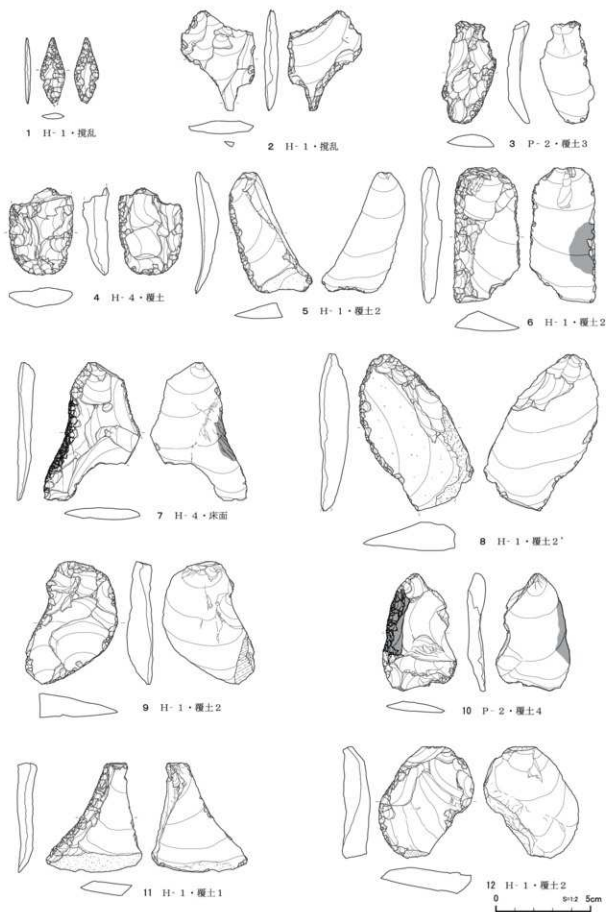 1 H-1・撹乱
2 H-1・撹乱
3 P-2・覆土3
4 H-4・覆土
5 H-1・覆土2
6 H-1・覆土2
7 H-4・床面
8 H-1・覆土2'
9 H-1・覆土2
10 P-2・覆土4
11 H-1・覆土1
12 H-1・覆土2
0 S=1:2 5cm